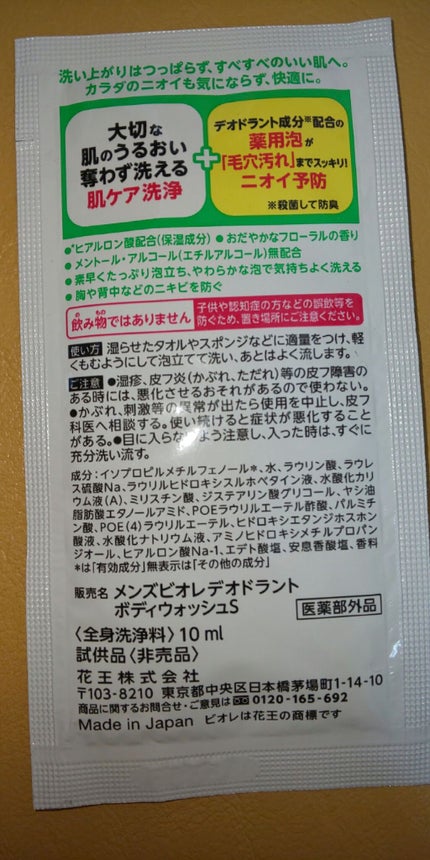 洗い上がりはつっぱらず、すべすべのいい肌へ。
カラダのニオイも気にならず、快適に。
大切な
肌のうるおい
奪わず洗える
肌ケア洗浄
+
デオドラント成分※配合の
薬用泡が
「毛穴汚れ」までスッキリ!
ニオイ予防
※殺菌して防臭
●*ヒアルロン酸配合(保湿成分) ●おだやかなフローラルの香り
●メントール・アルコール(エチルアルコール)無配合
●素早くたっぷり泡立ち、やわらかな泡で気持ちよく洗える
●胸や背中などのニキビを防ぐ
飲み物ではありません
子供や認知症の方などの誤飲等を
防ぐため、置き場所にご注意ください。
使い方 湿らせたタオルやスポンジなどに適量をつけ、軽
くもむようにして泡立てて洗い、あとはよく流します。
ご注意 ●湿疹、皮フ炎(かぶれ、ただれ)等の皮フ障害の
ある時には、悪化させるおそれがあるので使わない。
●かぶれ、刺激等の異常が出たら使用を中止し、皮フ
科医へ相談する。使い続けると症状が悪化すること
がある。●目に入らないよう注意し、入った時は、すぐに
充分洗い流す。
成分:イソプロピルメチルフェノール*、水、ラウリン酸、ラウレ
ス硫酸Na、ラウリルヒドロキシスルホベタイン液、水酸化カリ
ウム液(A)、ミリスチン酸、ジステアリン酸グリコール、ヤシ油
脂肪酸エタノールアミド、POEラウリルエーテル酢酸、パルミチ
ン酸、POE(4)ラウリルエーテル、ヒドロキシエタンジホスホン
酸液、水酸化ナトリウム液、アミノヒドロキシメチルプロパン
ジオール、ヒアルロン酸Na-1、エデト酸塩、安息香酸塩、香料
*は「有効成分」無表示は「その他の成分」
販売名 メンズビオレデオドラント
ボディウォッシュS
医薬部外品
〈全身洗浄料〉10 ml
試供品〈非売品〉
花王株式会社
〒103-8210 東京都中央区日本橋茅場町1-14-10
商品に関するお問合せ・ご意見は 0120-165-692
Made in Japan ビオレは花王の商標です